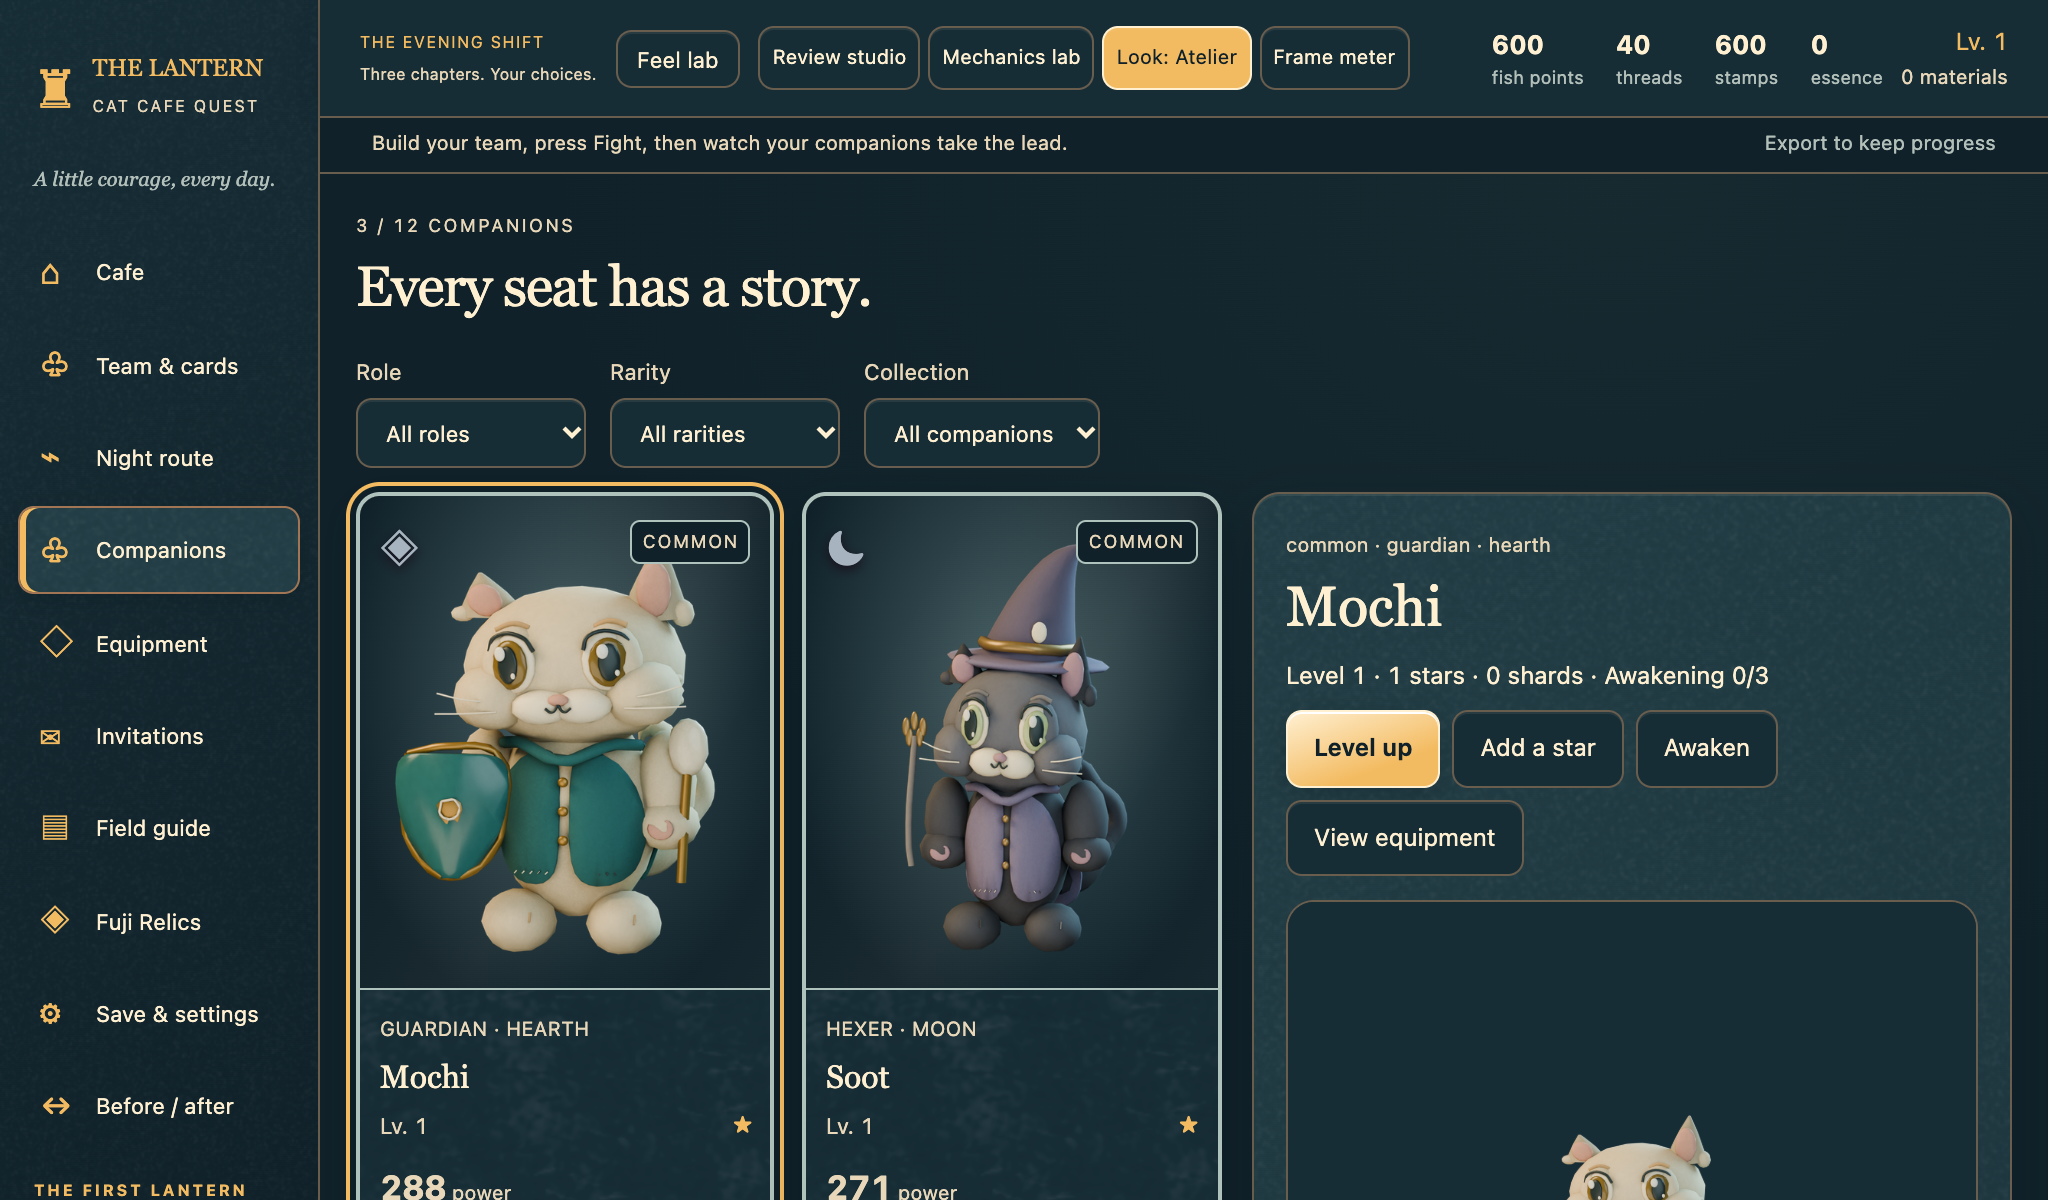 THE LANTERN
CAT CAFE QUEST
A little courage, every day.
Cafe
Team & cards
Night route
Companions
Equipment
Invitations
Field guide
Fuji Relics
Save & settings
Before / after
THE FIRST LANTERN
THE EVENING SHIFT
Three chapters. Your choices.
Feel lab
Review studio
Mechanics lab
Look: Atelier
Frame meter
600 fish points
40 threads
600 stamps
0 essence
Lv. 1
0 materials
Build your team, press Fight, then watch your companions take the lead.
Export to keep progress
3 / 12 COMPANIONS
Every seat has a story.
Role
All roles
Rarity
All rarities
Collection
All companions
COMMON
GUARDIAN · HEARTH
Mochi
Lv. 1
288 power
COMMON
HEXER · MOON
Soot
Lv. 1
271 power
common · guardian · hearth
Mochi
Level 1 · 1 stars · 0 shards · Awakening 0/3
Level up
Add a star
Awaken
View equipment